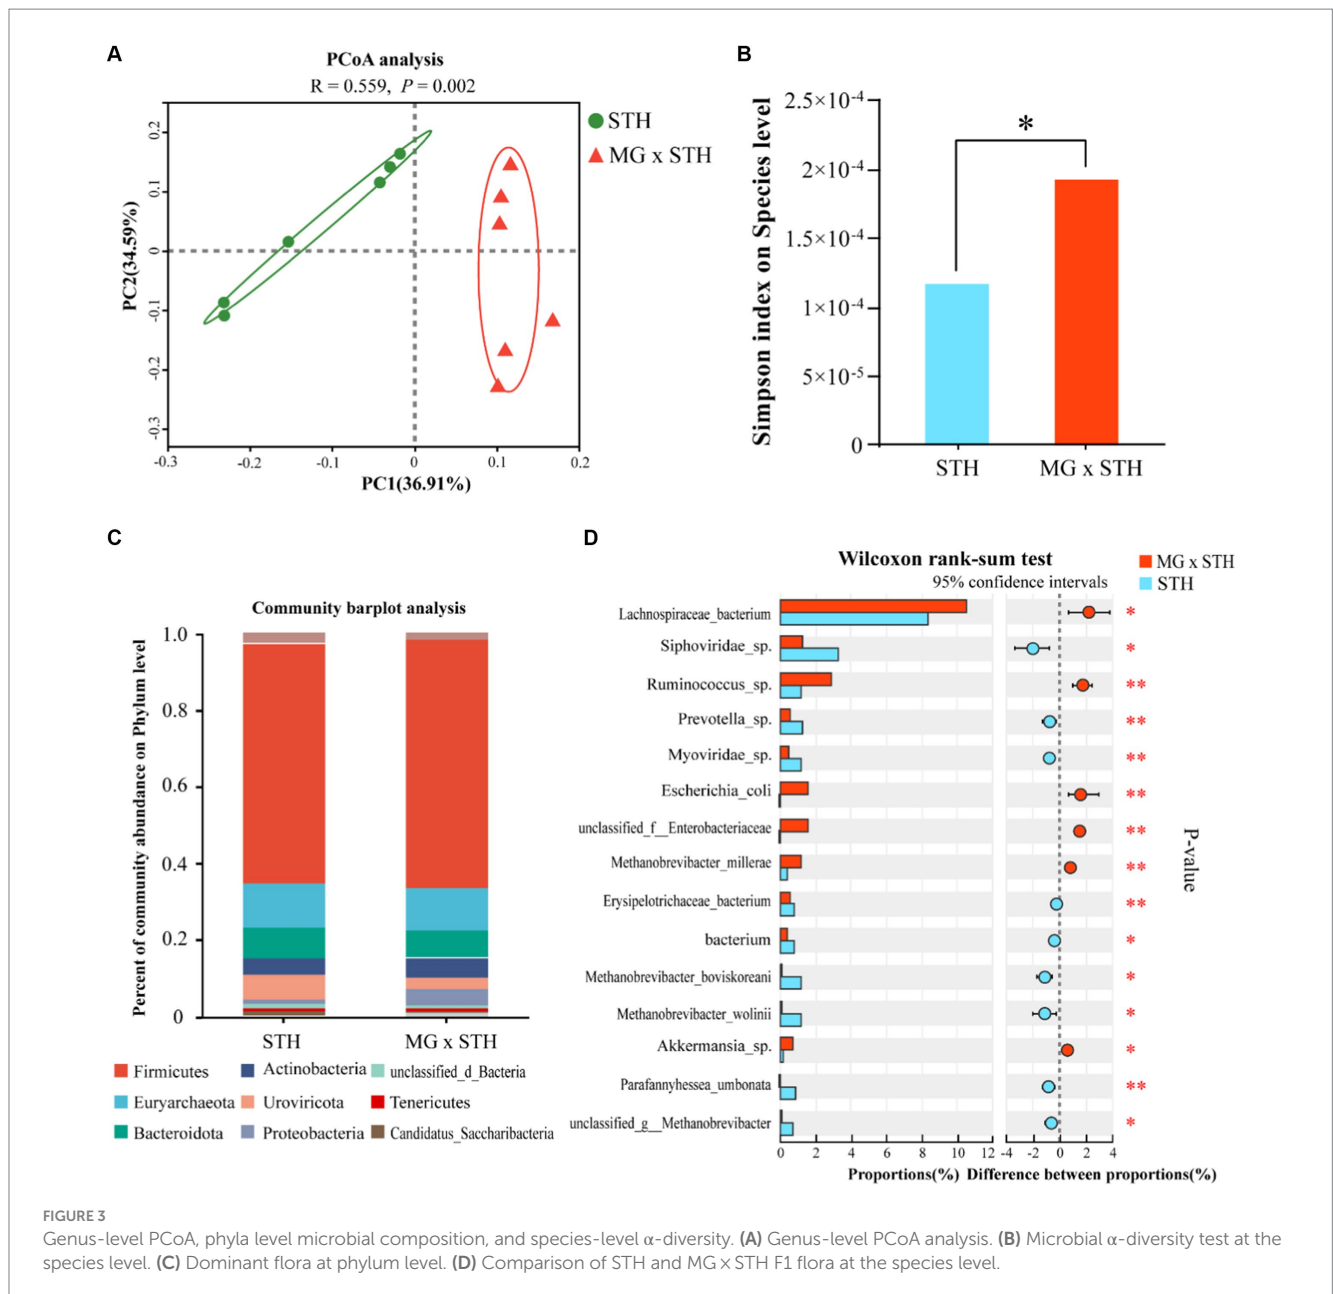 A
PCoA analysis
R = 0.559, P = 0.002
STH
MG x STH
PC2(34.59%)
0.2
0.1
0
-0.1
-0.2
-0.3
-0.3
-0.2
-0.1
0
0.1
0.2
PC1(36.91%)
B
Simpson index on Species level
2.5×10-4
2×10-4
1.5×10-4
1×10-4
5×10-5
0
*
STH
MG x STH
C
Community barplot analysis
Percent of community abundance on Phylum level
1.0
0.8
0.6
0.4
0.2
0
STH
MG x STH
Firmicutes
Actinobacteria
unclassified_d_Bacteria
Euryarchaeota
Uroviricota
Tenericutes
Bacteroidota
Proteobacteria
Candidatus_Saccharibacteria
D
Wilcoxon rank-sum test
95% confidence intervals
MG x STH
STH
Lachnospiraceae_bacterium
*
Siphoviridae_sp.
*
Ruminococcus_sp.
**
Prevotella_sp.
**
Myoviridae_sp.
**
Escherichia_coli
**
unclassified_f__Enterobacteriaceae
**
Methanobrevibacter_millerae
**
Erysipelotrichaceae_bacterium
**
bacterium
*
Methanobrevibacter_boviskoreani
*
Methanobrevibacter_wolinii
*
Akkermansia_sp.
*
Parafannyhessea_umbonata
**
unclassified_g__Methanobrevibacter
*
P-value
0 2 4 6 8 10 12
-4 -2 0 2 4
Proportions(%)
Difference between proportions(%)
FIGURE 3
Genus-level PCoA, phyla level microbial composition, and species-level α-diversity. (A) Genus-level PCoA analysis. (B) Microbial α-diversity test at the
species level. (C) Dominant flora at phylum level. (D) Comparison of STH and MG × STH F1 flora at the species level.